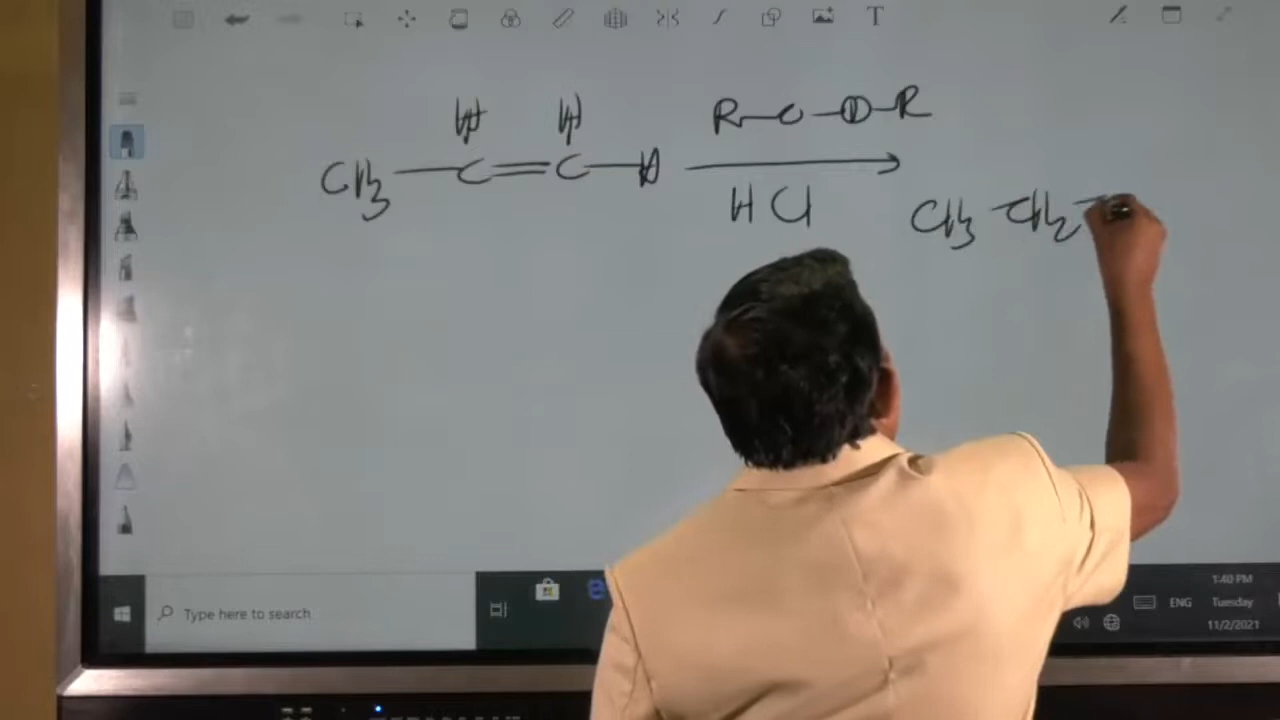 H H
CH3 — C = C — H
R — O — O — R
HCl
CH3 – CH2 –
Type here to search
ENG
1:40 PM
Tuesday
11/2/2021
T